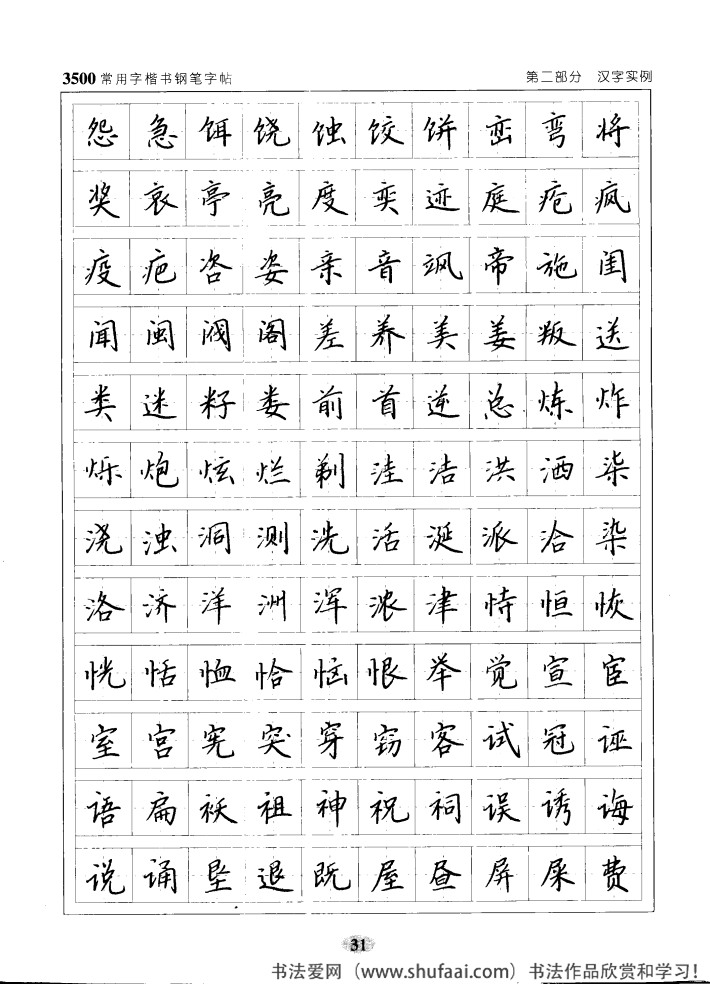 3500常用字楷书钢笔字帖 第二部分 汉字实例
怨急饵饶蚀饺饼峦弯将
奖哀亭亮度奕迹庭疮疯
疫疤咨姿亲音飒帝施闺
闻闽阀阁差养美姜叛送
类迷籽娄前首逆总炼炸
烁炮炫烂剃洼洁洪洒柒
浇浊洞测洗活涎派洽染
洛济洋洲浑浓津恃恒恢
恍恬恤恰恼恨举觉宣宦
室宫宪突穿窃客试冠诬
语扁袄祖神祝祠误诱诲
说诵垦退既屋昼屏屎费
31
书法爱网（www.shufaai.com）书法作品欣赏和学习！